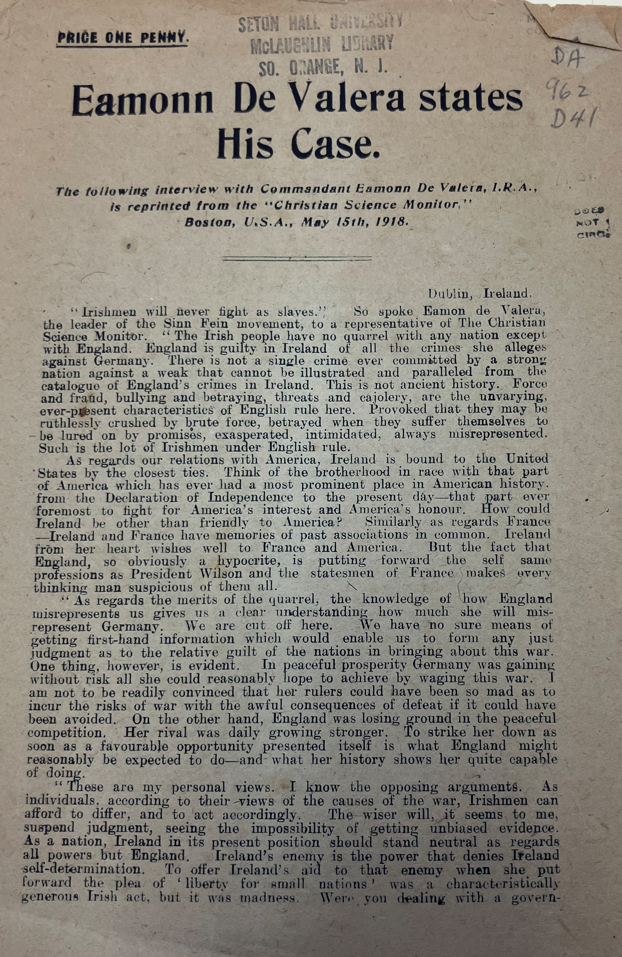 PRICE ONE PENNY.
SETON HALL UNIVERSITY
McLAUGHLIN LIBRARY
SO. ORANGE, N. J.
DA
962
D41
Eamonn De Valera states
His Case.
The following interview with Commandant Eamonn De Valera, I.R.A.,
is reprinted from the "Christian Science Monitor,"
Boston, U.S.A., May 15th, 1918.
DOES
NOT
CIRC.
Dublin, Ireland.
"Irishmen will never fight as slaves." So spoke Eamon de Valera,
the leader of the Sinn Fein movement, to a representative of The Christian
Science Monitor. "The Irish people have no quarrel with any nation except
with England. England is guilty in Ireland of all the crimes she alleges
against Germany. There is not a single crime ever committed by a strong
nation against a weak that cannot be illustrated and paralleled from the
catalogue of England's crimes in Ireland. This is not ancient history. Force
and fraud, bullying and betraying, threats and cajolery, are the unvarying,
ever-present characteristics of English rule here. Provoked that they may be
ruthlessly crushed by brute force, betrayed when they suffer themselves to
be lured on by promises, exasperated, intimidated, always misrepresented.
Such is the lot of Irishmen under English rule.
As regards our relations with America, Ireland is bound to the United
States by the closest ties. Think of the brotherhood in race with that part
of America which has ever had a most prominent place in American history,
from the Declaration of Independence to the present day—that part ever
foremost to fight for America's interest and America's honour. How could
Ireland be other than friendly to America? Similarly as regards France
—Ireland and France have memories of past associations in common. Ireland
from her heart wishes well to France and America. But the fact that
England, so obviously a hypocrite, is putting forward the self same
professions as President Wilson and the statesmen of France makes every
thinking man suspicious of them all.
"As regards the merits of the quarrel, the knowledge of how England
misrepresents us gives us a clear understanding how much she will mis-
represent Germany. We are cut off here. We have no sure means of
getting first-hand information which would enable us to form any just
judgment as to the relative guilt of the nations in bringing about this war.
One thing, however, is evident. In peaceful prosperity Germany was gaining
without risk all she could reasonably hope to achieve by waging this war. I
am not to be readily convinced that her rulers could have been so mad as to
incur the risks of war with the awful consequences of defeat if it could have
been avoided. On the other hand, England was losing ground in the peaceful
competition. Her rival was daily growing stronger. To strike her down as
soon as a favourable opportunity presented itself is what England might
reasonably be expected to do—and what her history shows her quite capable
of doing.
"These are my personal views. I know the opposing arguments. As
individuals, according to their views of the causes of the war, Irishmen can
afford to differ, and to act accordingly. The wiser will, it seems to me,
suspend judgment, seeing the impossibility of getting unbiased evidence.
As a nation, Ireland in its present position should stand neutral as regards
all powers but England. Ireland's enemy is the power that denies Ireland
self-determination. To offer Ireland's aid to that enemy when she put
forward the plea of 'liberty for small nations' was a characteristically
generous Irish act, but it was madness. Were you dealing with a govern-